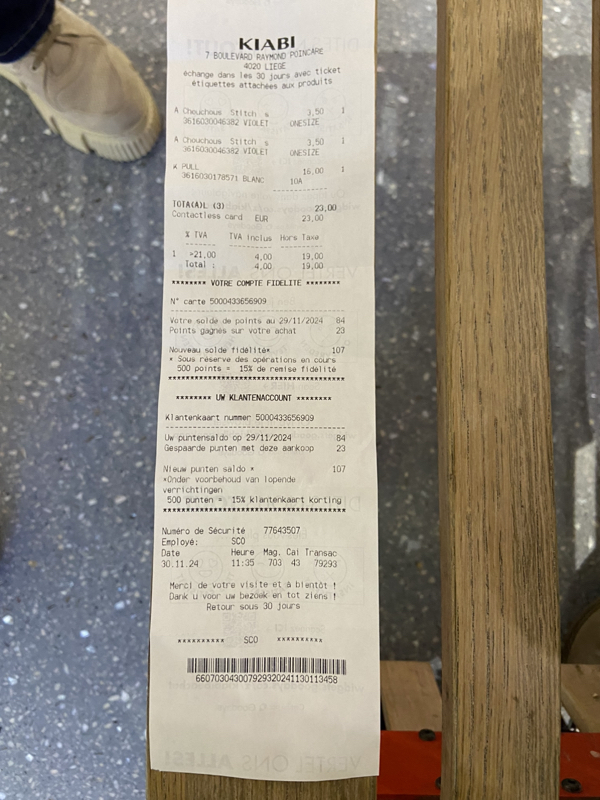 KIABI
7 BOULEVARD RAYMOND POINCARE
4020 LIEGE
échange dans les 30 jours avec ticket
étiquettes attachées aux produits
A Chouchous Stitch s 3,50 1
3616030046382 VIOLET ONESIZE
A Chouchous Stitch s 3,50 1
3616030046382 VIOLET ONESIZE
* PULL 16,00 1
3616030178571 BLANC 10A
--------------
TOTA(A)L (3) 23,00
Contactless card EUR 23,00
% TVA TVA Inclus Hors Taxe
1 >21,00 4,00 19,00
Total : 4,00 19,00
******** VOTRE COMPTE FIDELITE ********
N° carte 5000433656909
Votre solde de points au 29/11/2024 84
Points gagnés sur votre achat 23
Nouveau solde fidélité* 107
* Sous réserve des opérations en cours
500 points = 15% de remise fidélité
******** UW KLANTENACCOUNT ********
Klantenkaart nummer 5000433656909
Uw puntensaldo op 29/11/2024 84
Gespaarde punten met deze aankoop 23
Nieuw punten saldo * 107
*Onder voorbehoud van lopende
verrichtingen
500 punten = 15% klantenkaart korting
Numéro de Sécurité 77643507
Employé: SCO
Date Heure Mag. Cai Transac
30.11.24 11:35 703 43 79293
Merci de votre visite et à bientôt !
Dank u voor uw bezoek en tot ziens !
Retour sous 30 jours
********** SCO **********
660703043007929320241130113458
VERTEL ONS ALLES!